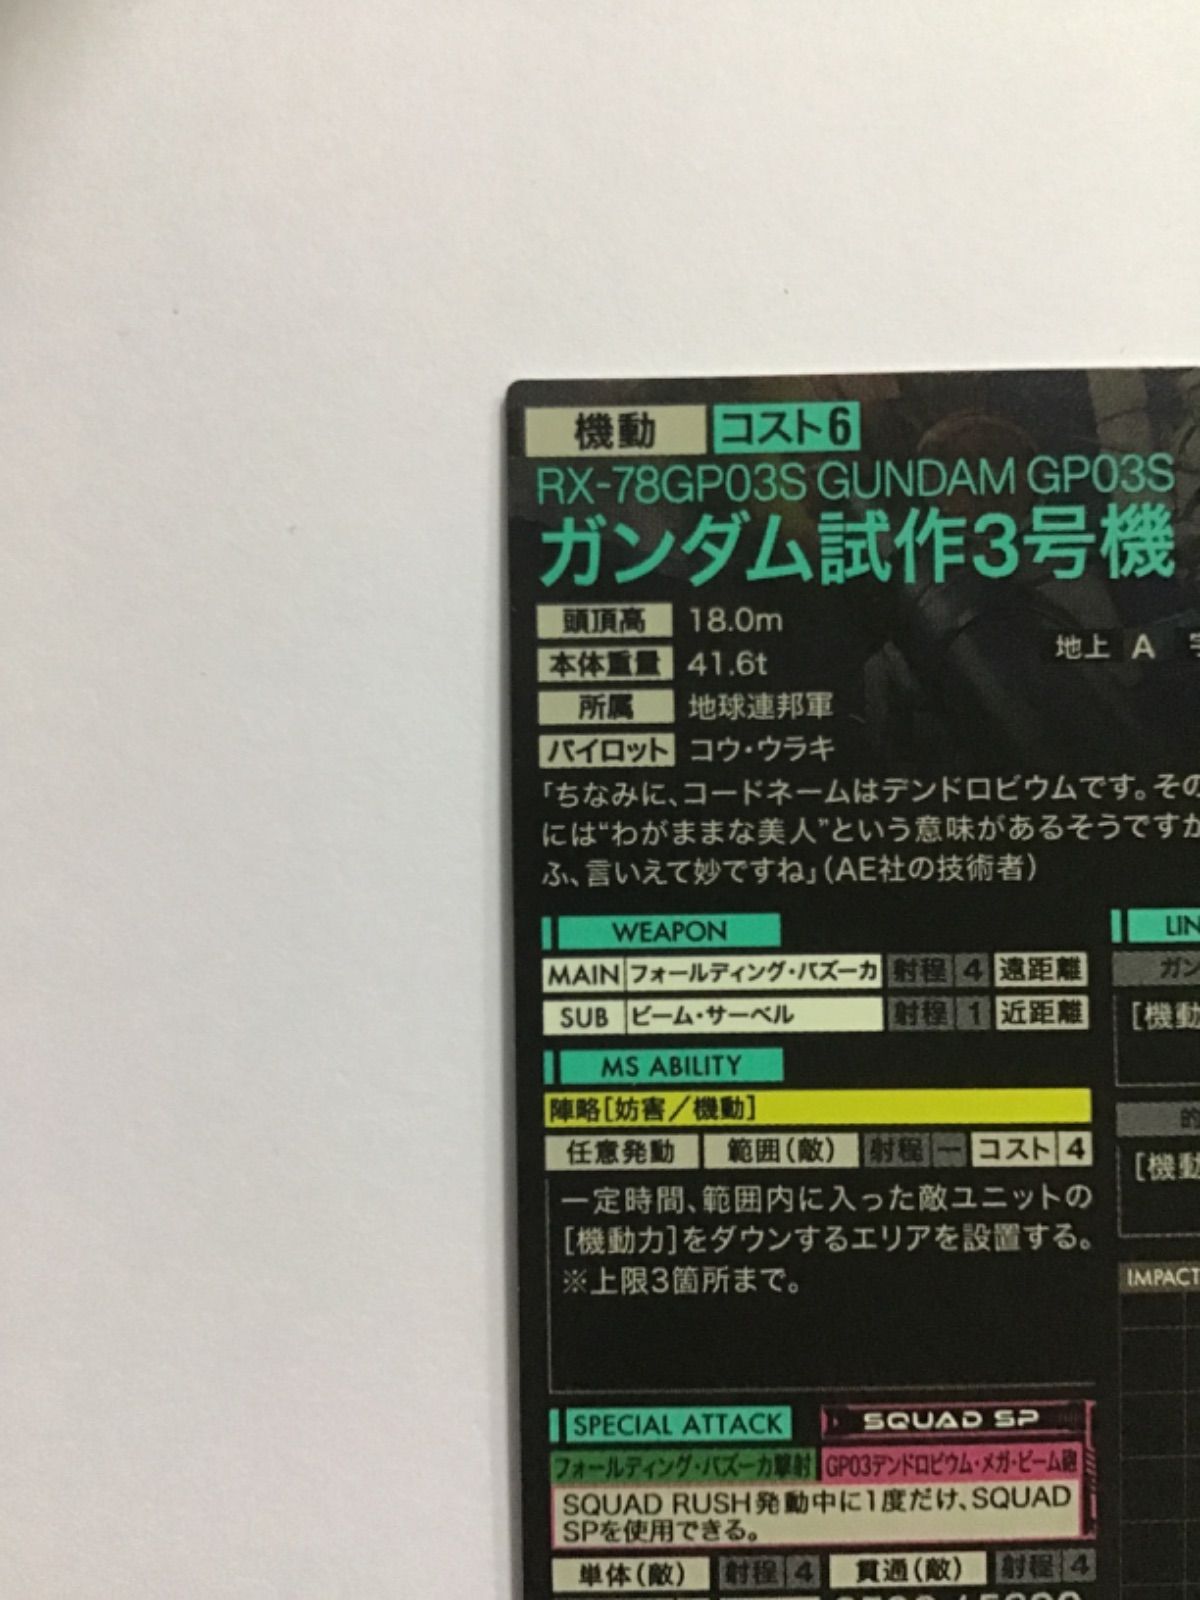 機動 コスト6
RX-78GP03S GUNDAM GP03S
ガンダム試作3号機
頭頂高 18.0m
地上 A
本体重量 41.6t
所属 地球連邦軍
パイロット コウ・ウラキ
「ちなみに、コードネームはデンドロビウムです。その
には“わがままな美人”という意味があるそうですが
ふ、言いえて妙ですね」（AE社の技術者）
WEAPON
MAIN フォールディング・バズーカ 射程 4 遠距離
SUB ビーム・サーベル 射程 1 近距離
MS ABILITY
陣略［妨害／機動］
任意発動 範囲（敵） 射程 ー コスト 4
一定時間、範囲内に入った敵ユニットの
［機動力］をダウンするエリアを設置する。
※上限3箇所まで。
SPECIAL ATTACK SQUAD SP
フォールディング・バズーカ撃射 GP03デンドロビウム・メガ・ビーム砲
SQUAD RUSH発動中に1度だけ、SQUAD
SPを使用できる。
単体（敵） 射程 4 貫通（敵） 射程 4
LIN
ガン
［機動
［機動
IMPACT